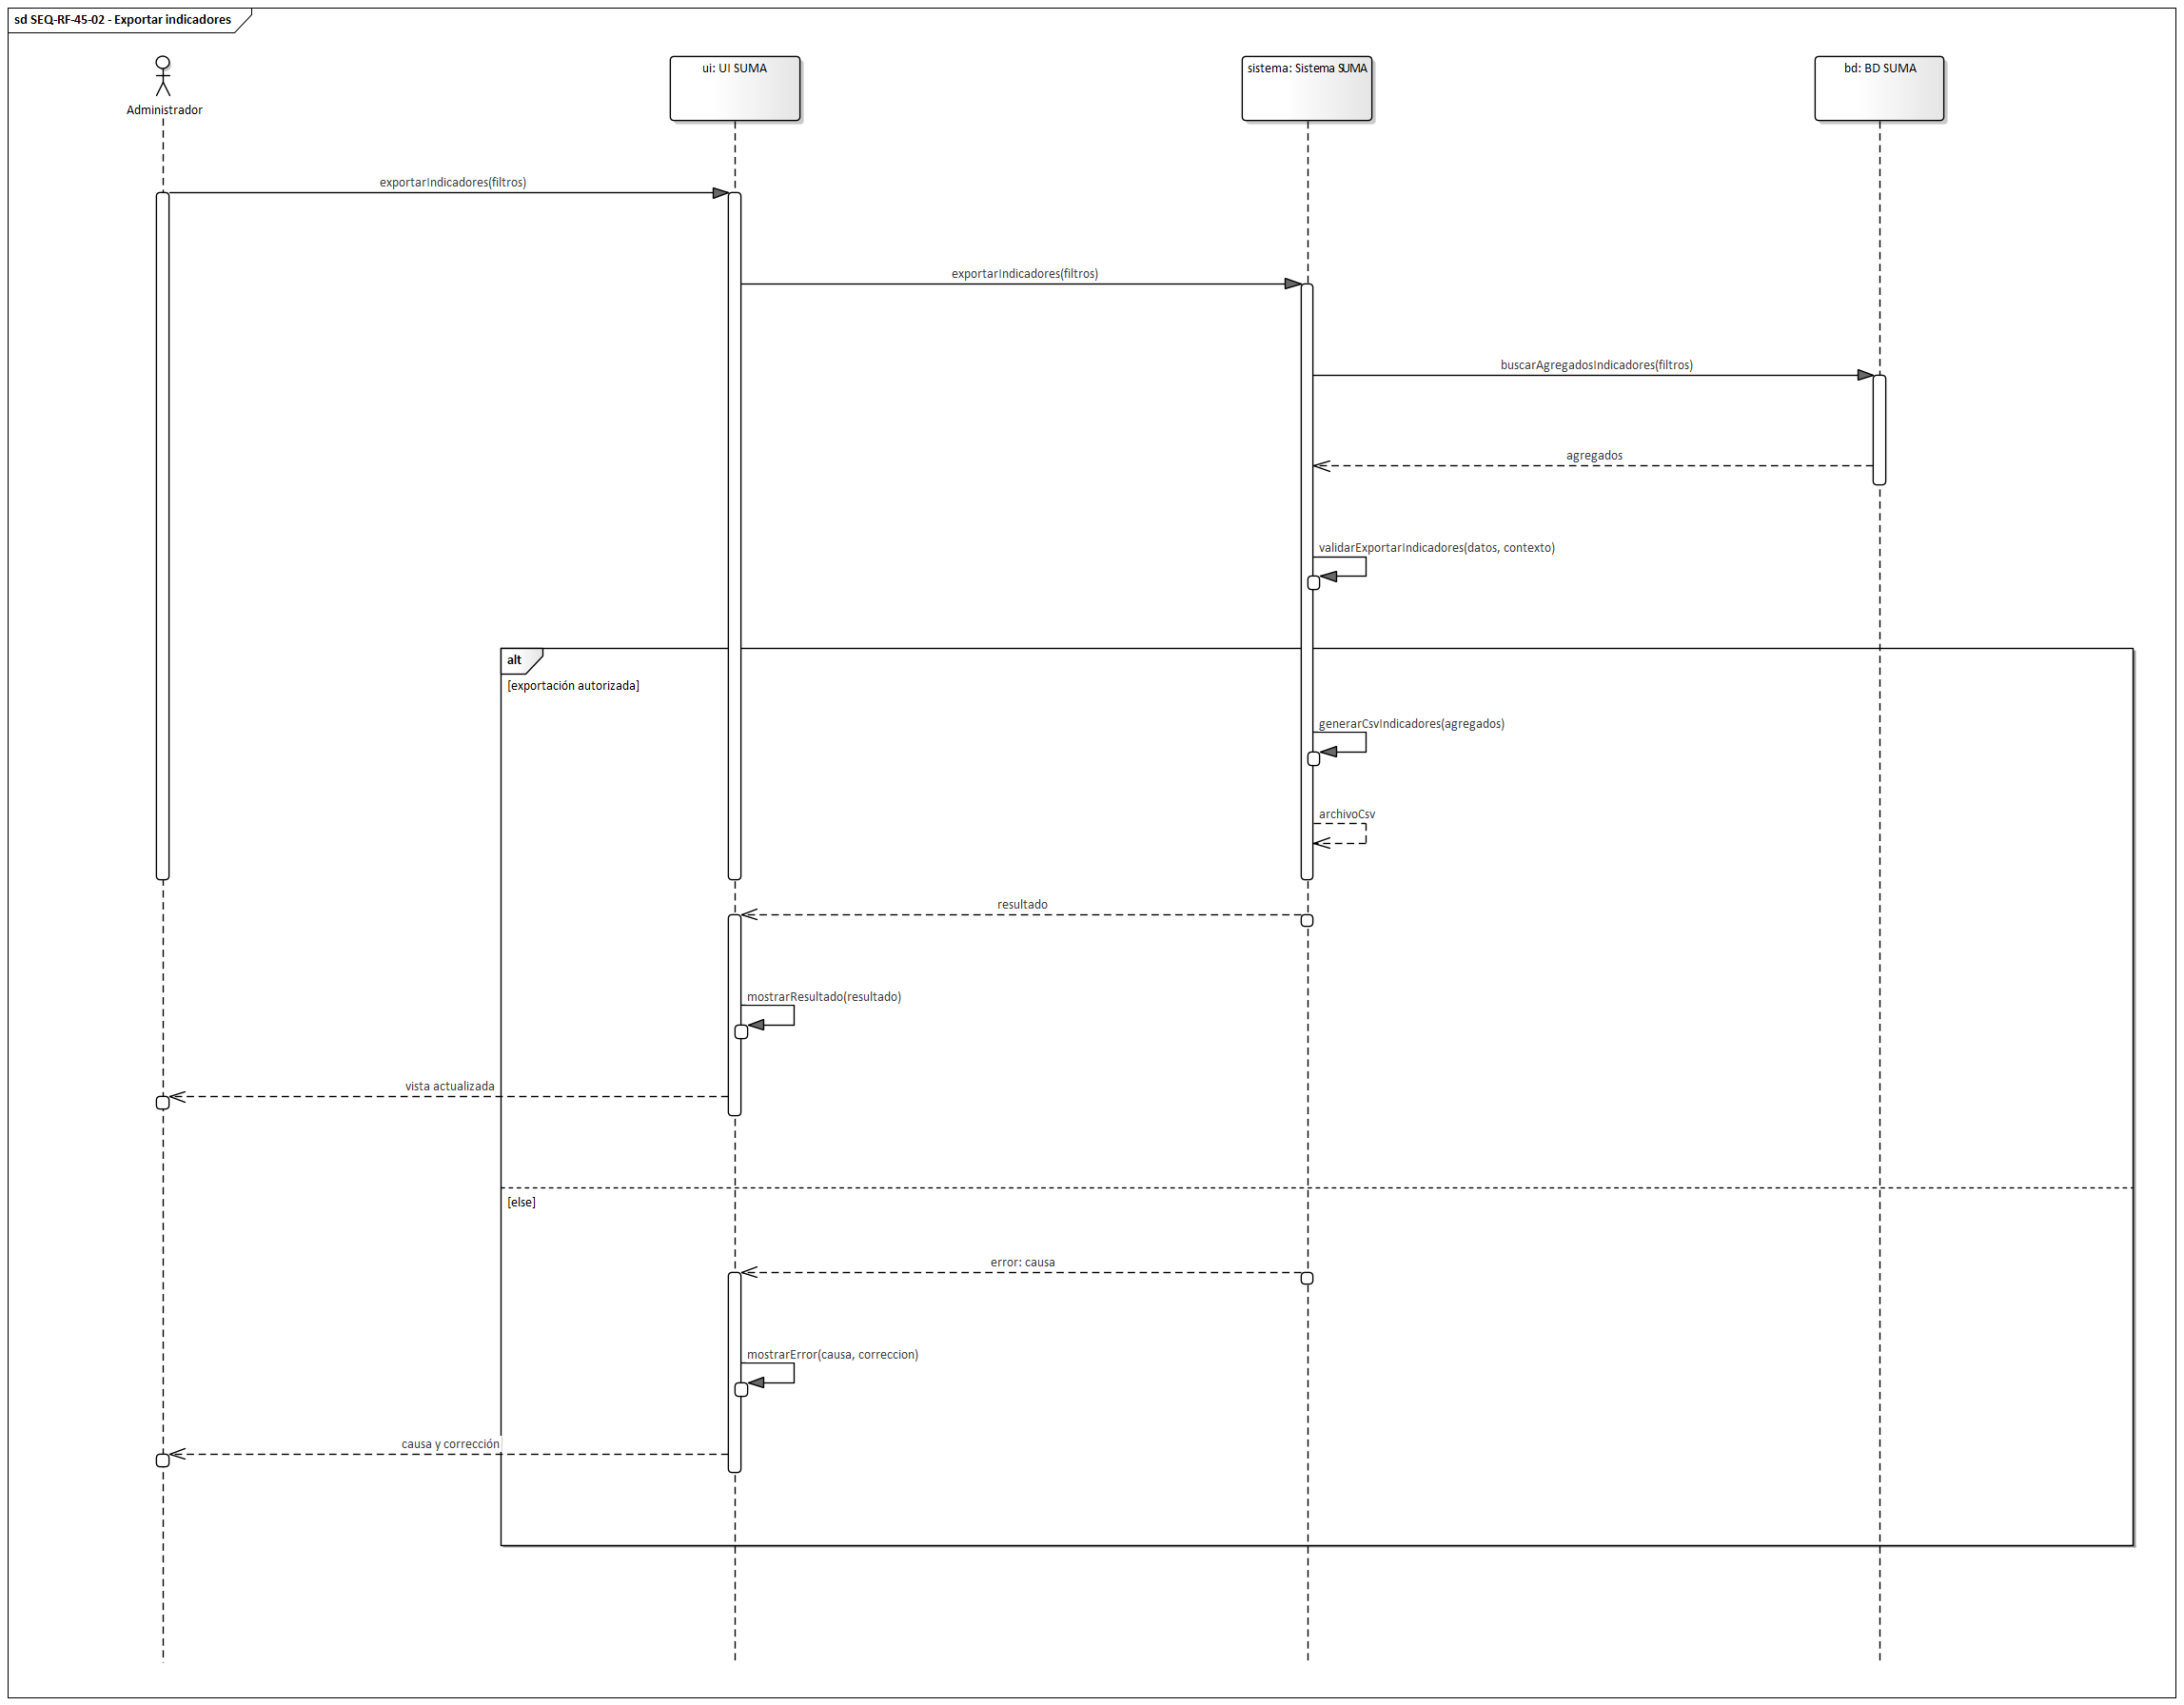 sd SEQ-RF-45-02 - Exportar indicadores
Administrador
ui: UI SUMA
sistema: Sistema SUMA
bd: BD SUMA
exportarIndicadores(filtros)
exportarIndicadores(filtros)
buscarAgregadosIndicadores(filtros)
agregados
validarExportarIndicadores(datos, contexto)
alt
[exportación autorizada]
generarCsvIndicadores(agregados)
archivoCsv
resultado
mostrarResultado(resultado)
vista actualizada
[else]
error: causa
mostrarError(causa, correccion)
causa y corrección